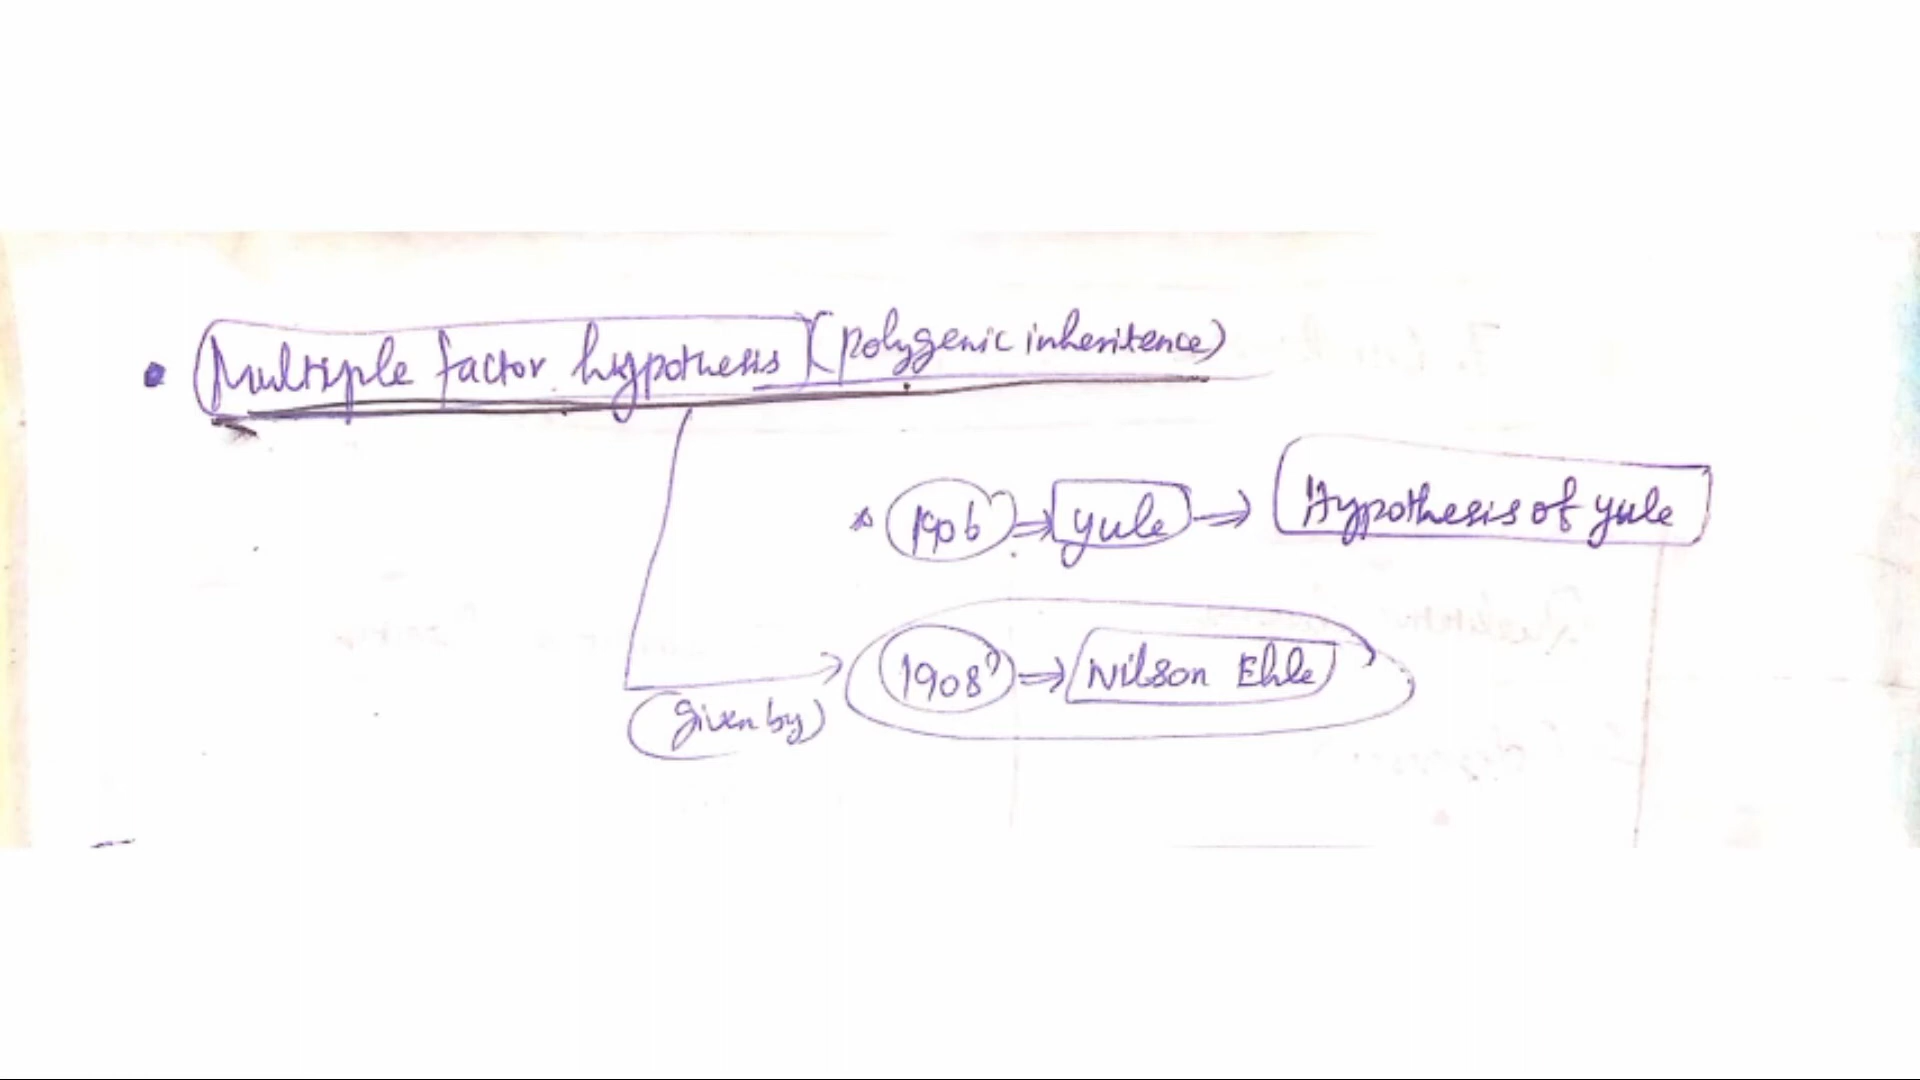 • Multiple factor hypothesis (polygenic inheritence)
* 1906 ⇒ yule ⇒ Hypothesis of yule
(given by) 1908 ⇒ Nilson Ehle